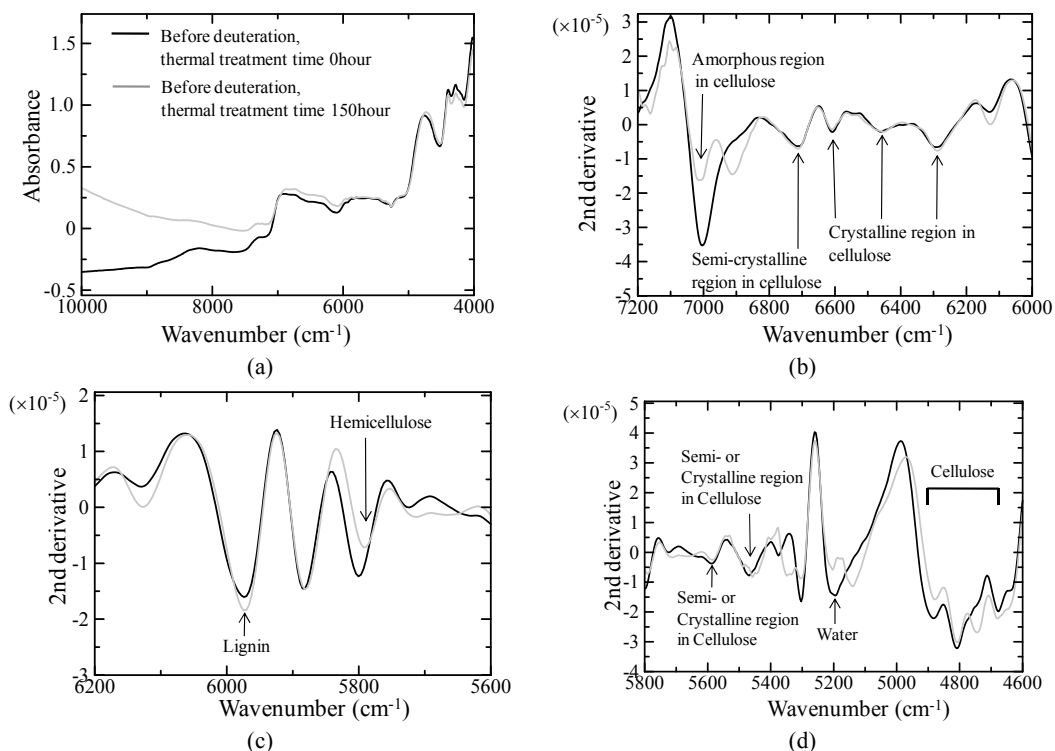 1.5
1.0
0.5
0
-0.5
Absorbance
Before deuteration,
thermal treatment time 0hour
Before deuteration,
thermal treatment time 150hour
10000 8000 6000 4000
Wavenumber (cm⁻¹)
(a)
(×10⁻⁵)
3
2
1
0
-1
-2
-3
-4
-5
2nd derivative
Amorphous region
in cellulose
Semi-crystalline
region in cellulose
Crystalline region in
cellulose
7200 7000 6800 6600 6400 6200 6000
Wavenumber (cm⁻¹)
(b)
(×10⁻⁵)
2
1
0
-1
-2
-3
2nd derivative
Hemicellulose
Lignin
6200 6000 5800 5600
Wavenumber (cm⁻¹)
(c)
(×10⁻⁵)
5
4
3
2
1
0
-1
-2
-3
-4
2nd derivative
Semi- or
Crystalline region
in Cellulose
Cellulose
Semi- or
Crystalline region
in Cellulose
Water
5800 5600 5400 5200 5000 4800 4600
Wavenumber (cm⁻¹)
(d)